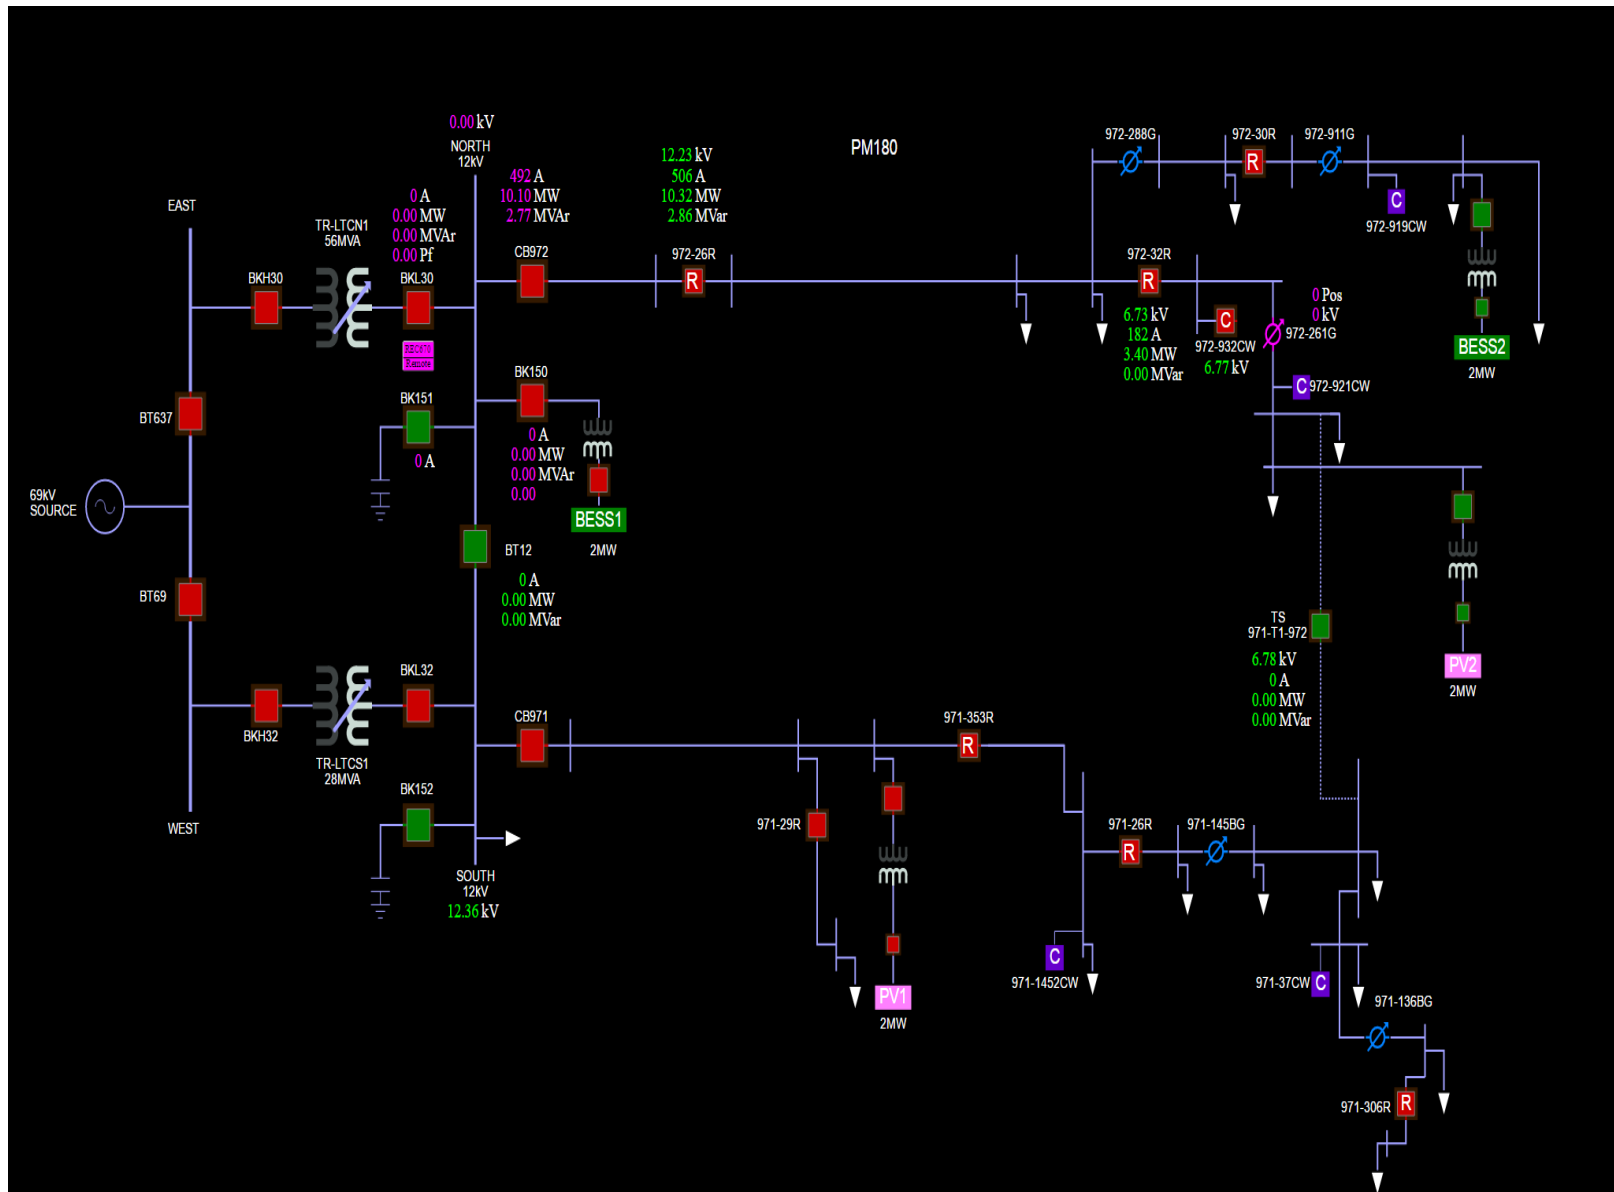 0.00 kV
NORTH
12kV
PM180
EAST
0 A
0.00 MW
0.00 MVAr
0.00 Pf
TR-LTCN1
56MVA
BKH30
BKL30
REC670
Remote
492 A
10.10 MW
2.77 MVAr
CB972
12.23 kV
506 A
10.32 MW
2.86 MVar
972-26R
R
972-288G
972-30R
R
972-911G
C
972-919CW
BESS2
2MW
972-32R
R
6.73 kV
182 A
3.40 MW
0.00 MVar
C
972-932CW
6.77 kV
0 Pos
0 kV
972-261G
C
972-921CW
BT637
BK151
0 A
BK150
0 A
0.00 MW
0.00 MVAr
0.00
BESS1
2MW
69kV
SOURCE
BT12
0 A
0.00 MW
0.00 MVar
BT69
TS
971-T1-972
6.78 kV
0 A
0.00 MW
0.00 MVar
PV2
2MW
BKH32
BKL32
TR-LTCS1
28MVA
CB971
971-353R
R
BK152
WEST
SOUTH
12kV
12.36 kV
971-29R
PV1
2MW
971-26R
R
971-145BG
C
971-1452CW
971-37CW
C
971-136BG
971-306R
R